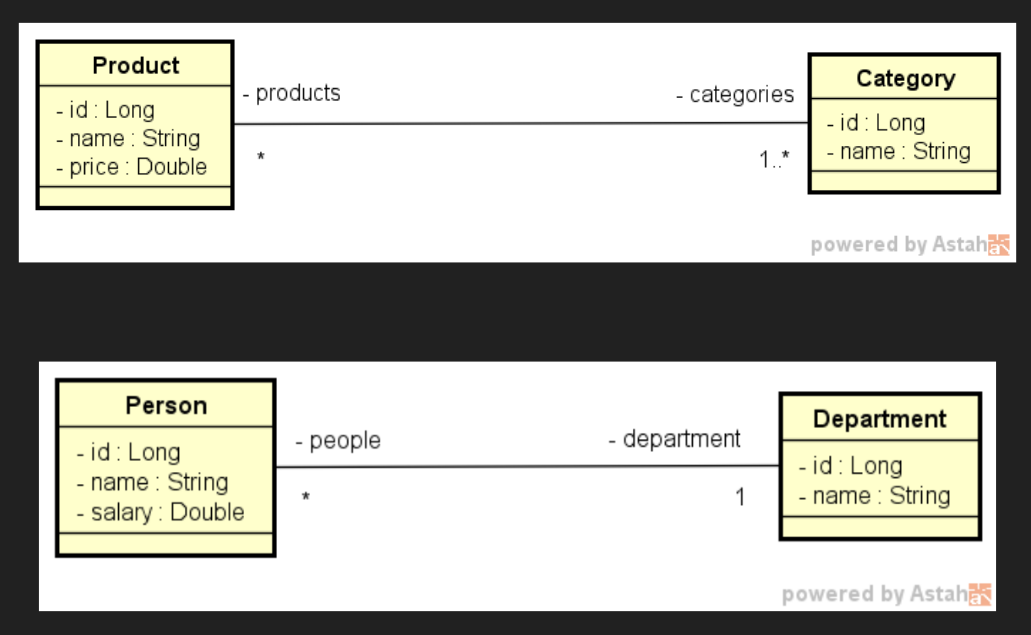 Product
- id : Long
- name : String
- price : Double
- products
*
- categories
1..*
Category
- id : Long
- name : String
powered by Astah
Person
- id : Long
- name : String
- salary : Double
- people
*
- department
1
Department
- id : Long
- name : String
powered by Astah